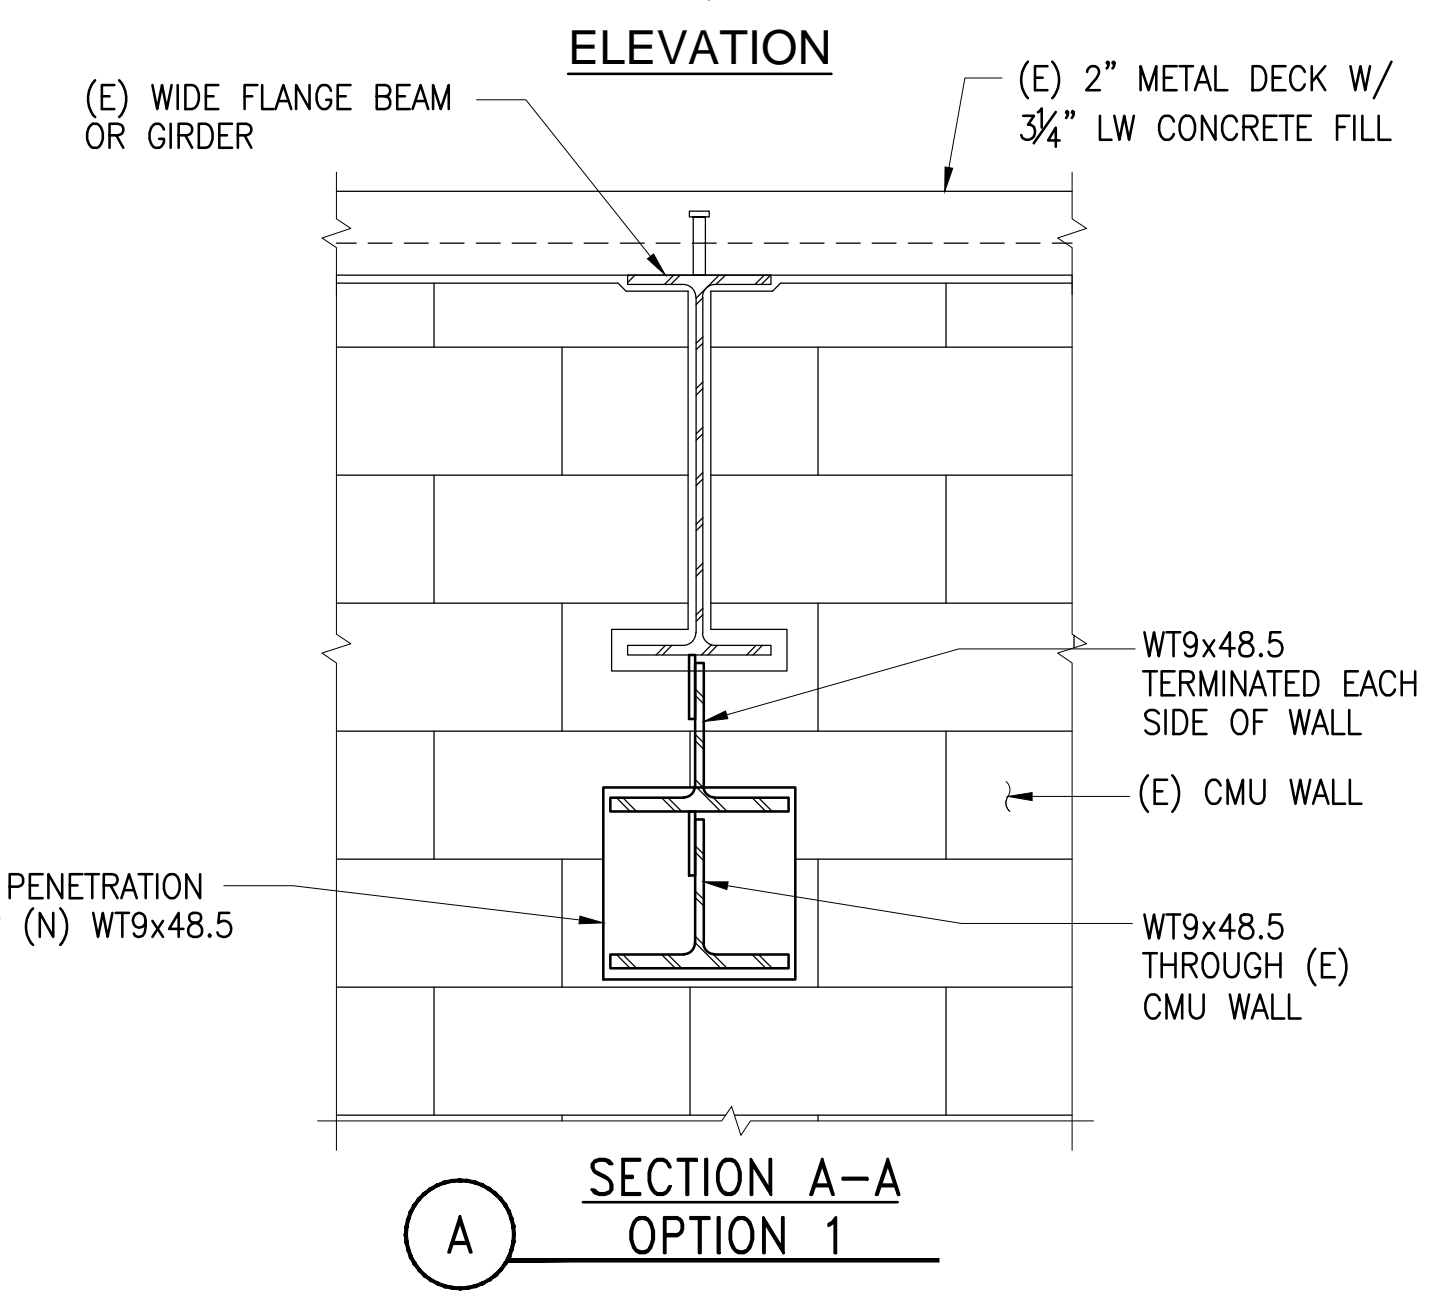 ELEVATION
(E) WIDE FLANGE BEAM
OR GIRDER
(E) 2” METAL DECK W/
3¼” LW CONCRETE FILL
WT9x48.5
TERMINATED EACH
SIDE OF WALL
(E) CMU WALL
PENETRATION
(N) WT9x48.5
WT9x48.5
THROUGH (E)
CMU WALL
SECTION A-A
OPTION 1
A